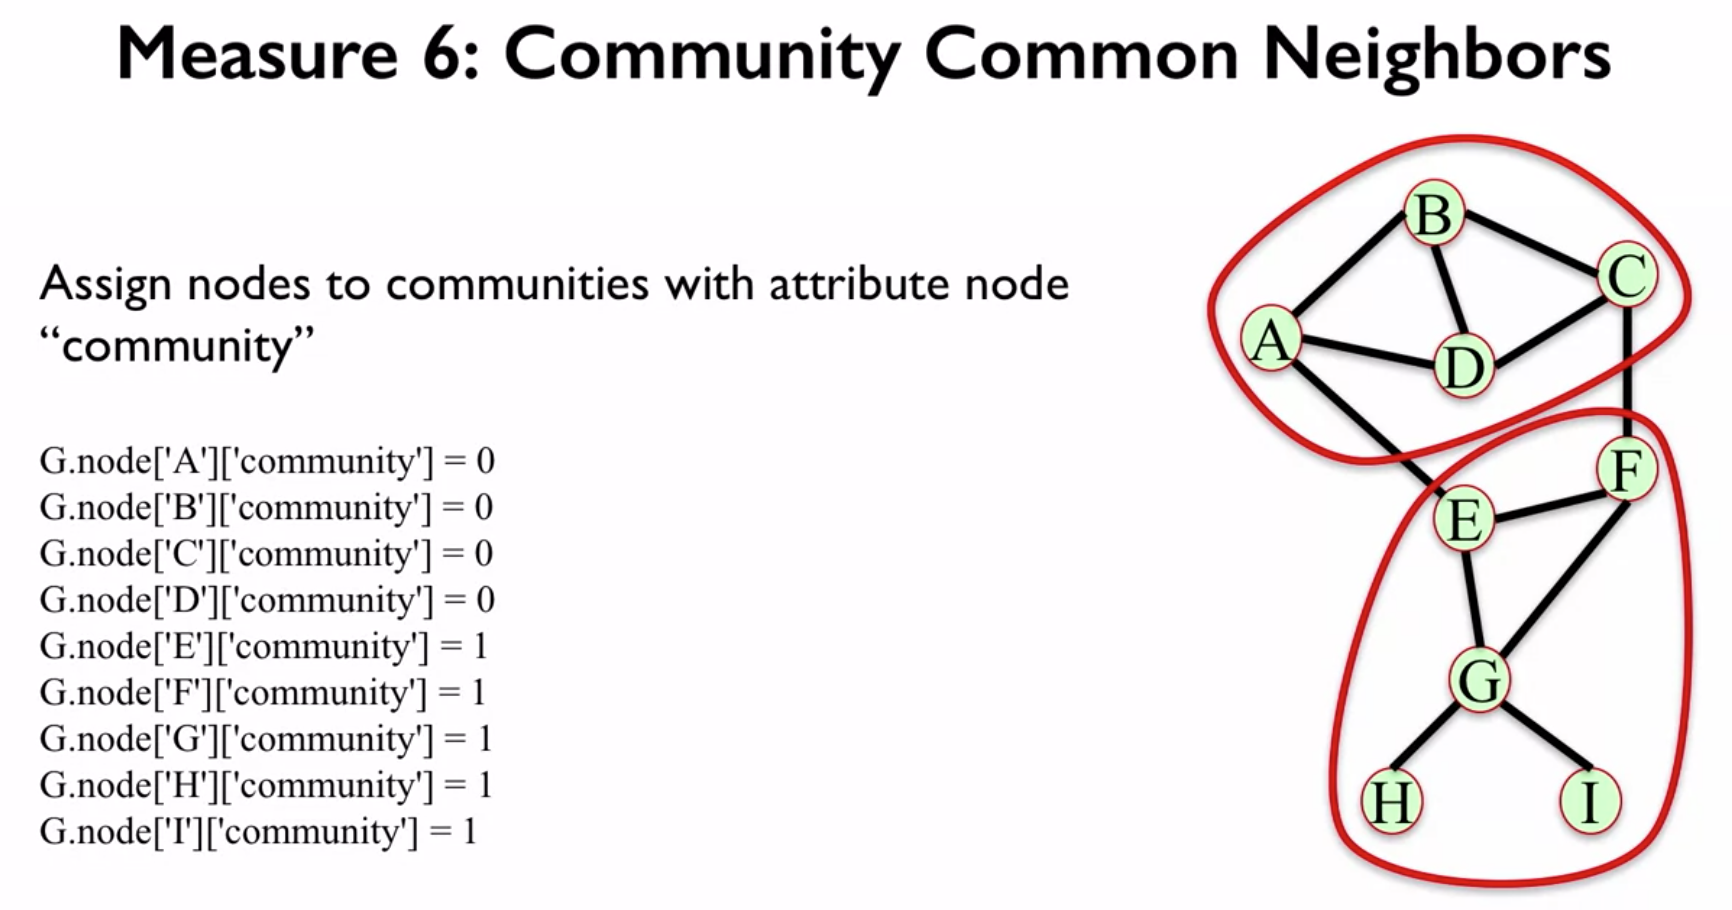 Measure 6: Community Common Neighbors
Assign nodes to communities with attribute node
“community”
G.node['A']['community'] = 0
G.node['B']['community'] = 0
G.node['C']['community'] = 0
G.node['D']['community'] = 0
G.node['E']['community'] = 1
G.node['F']['community'] = 1
G.node['G']['community'] = 1
G.node['H']['community'] = 1
G.node['I']['community'] = 1
B
C
A
D
F
E
G
H
I